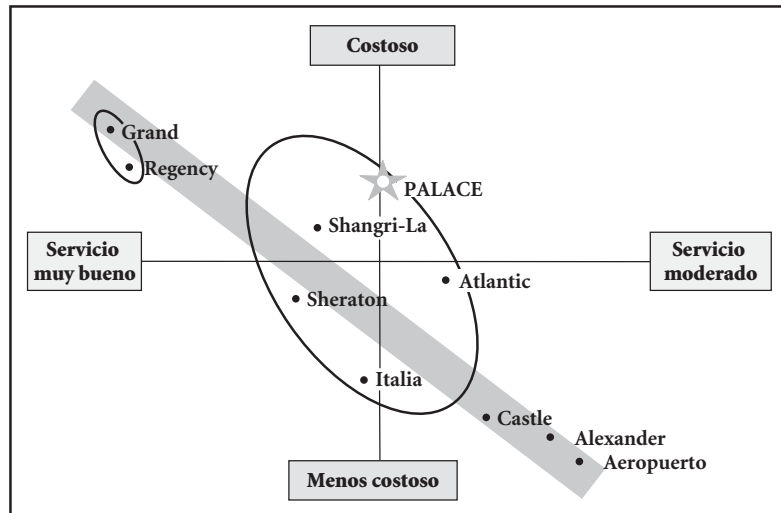 Costoso
Grand
Regency
PALACE
Shangri-La
Servicio
muy bueno
Servicio
moderado
Sheraton
Atlantic
Italia
Castle
Alexander
Aeropuerto
Menos costoso